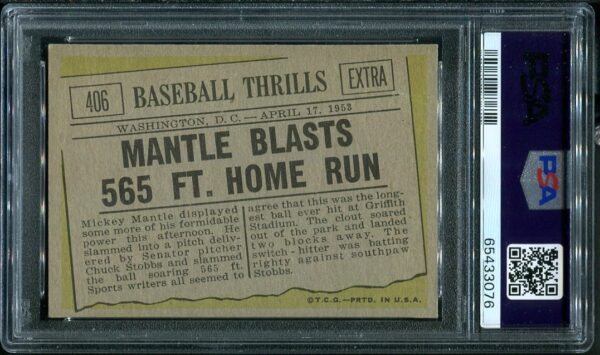 406
BASEBALL THRILLS
EXTRA
WASHINGTON, D. C. — APRIL 17, 1953
MANTLE BLASTS
565 FT. HOME RUN
Mickey Mantle displayed
some more of his formidable
power this afternoon. He
slammed into a pitch deliv-
ered by Senator pitcher
Chuck Stobbs and slammed
the ball soaring 565 ft.
Sports writers all seemed to
agree that this was the long-
est ball ever hit at Griffith
Stadium. The clout soared
out of the park and landed
two blocks away. The
switch-hitter was batting
righty against southpaw
Stobbs.
©T.C.G.—PRTD. IN U.S.A.
PSA
PSA
65433076